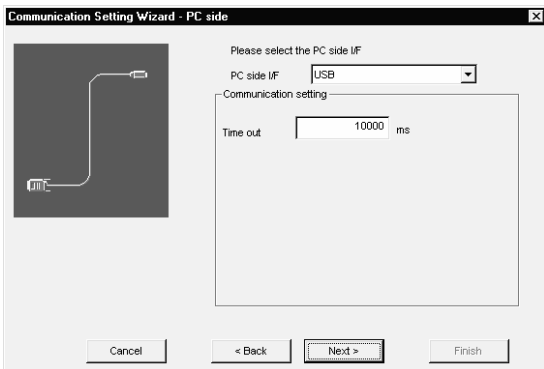 Communication Setting Wizard - PC side
Please select the PC side I/F
PC side I/F USB
Communication setting
Time out 10000 ms
Cancel < Back Next > Finish